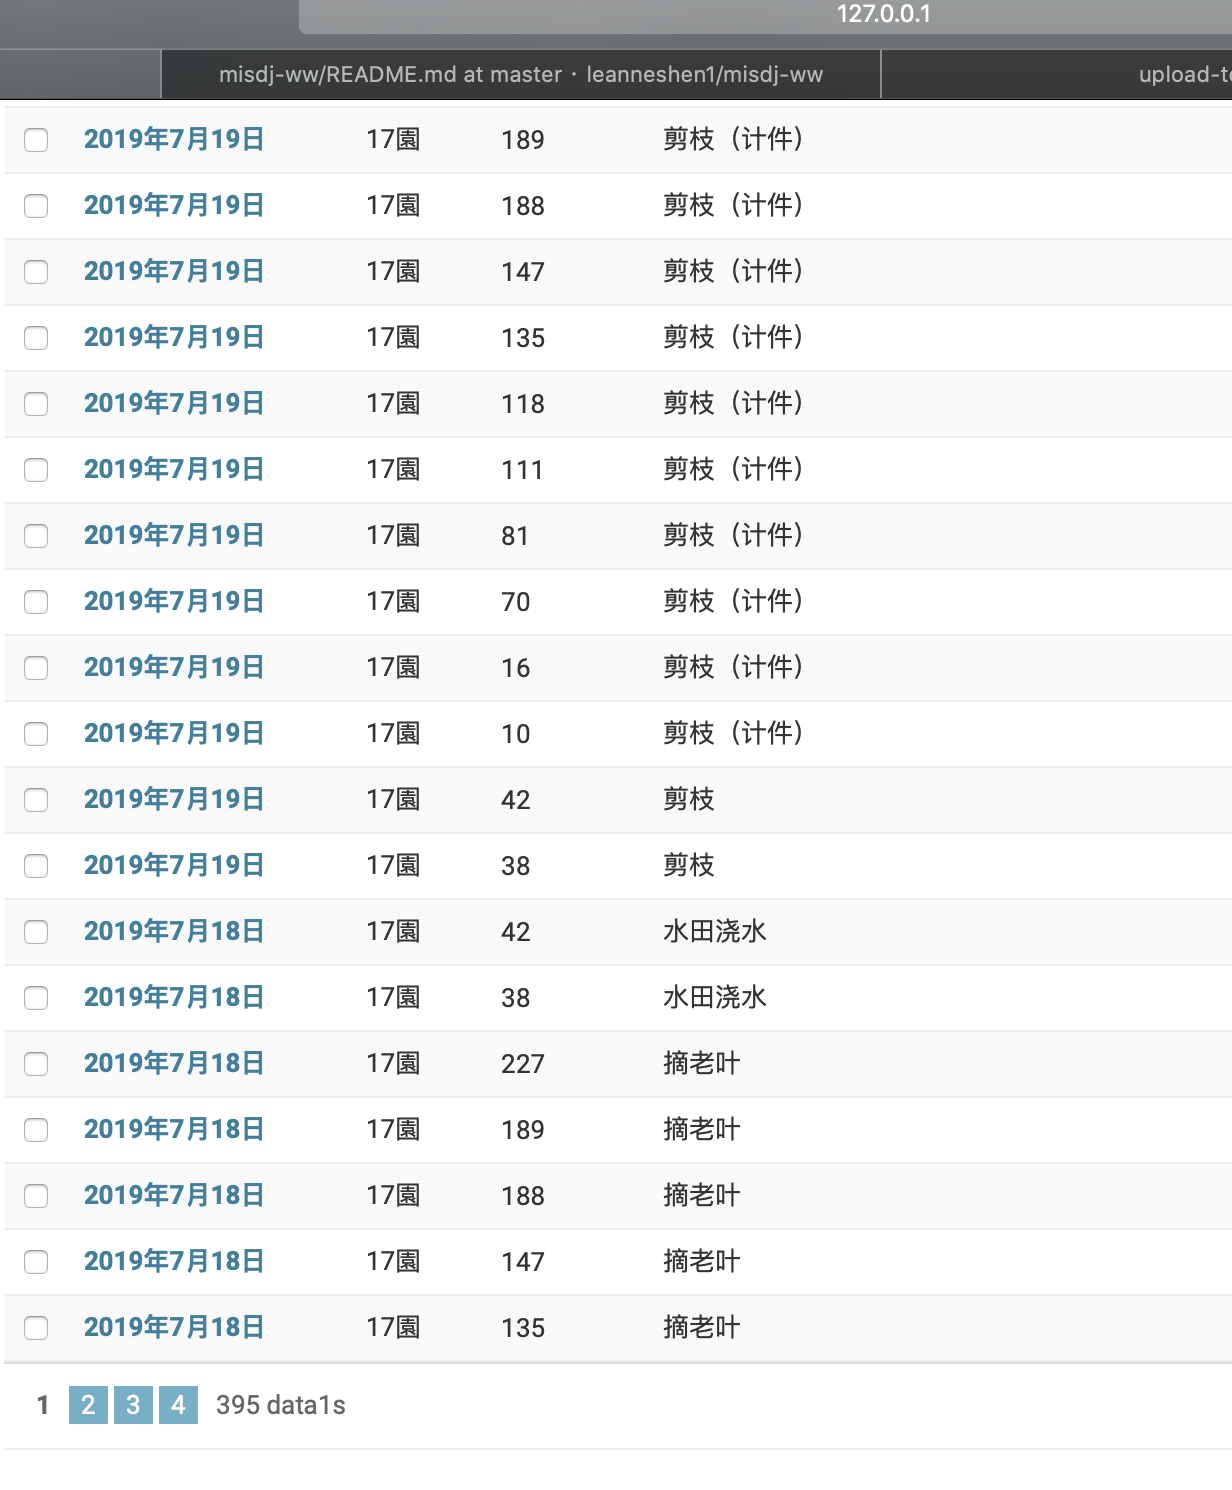 127.0.0.1
misdj-ww/README.md at master · leanneshen1/misdj-ww upload-t
2019年7月19日 17園 189 剪枝（计件）
2019年7月19日 17園 188 剪枝（计件）
2019年7月19日 17園 147 剪枝（计件）
2019年7月19日 17園 135 剪枝（计件）
2019年7月19日 17園 118 剪枝（计件）
2019年7月19日 17園 111 剪枝（计件）
2019年7月19日 17園 81 剪枝（计件）
2019年7月19日 17園 70 剪枝（计件）
2019年7月19日 17園 16 剪枝（计件）
2019年7月19日 17園 10 剪枝（计件）
2019年7月19日 17園 42 剪枝
2019年7月19日 17園 38 剪枝
2019年7月18日 17園 42 水田浇水
2019年7月18日 17園 38 水田浇水
2019年7月18日 17園 227 摘老叶
2019年7月18日 17園 189 摘老叶
2019年7月18日 17園 188 摘老叶
2019年7月18日 17園 147 摘老叶
2019年7月18日 17園 135 摘老叶
1 2 3 4 395 data1s